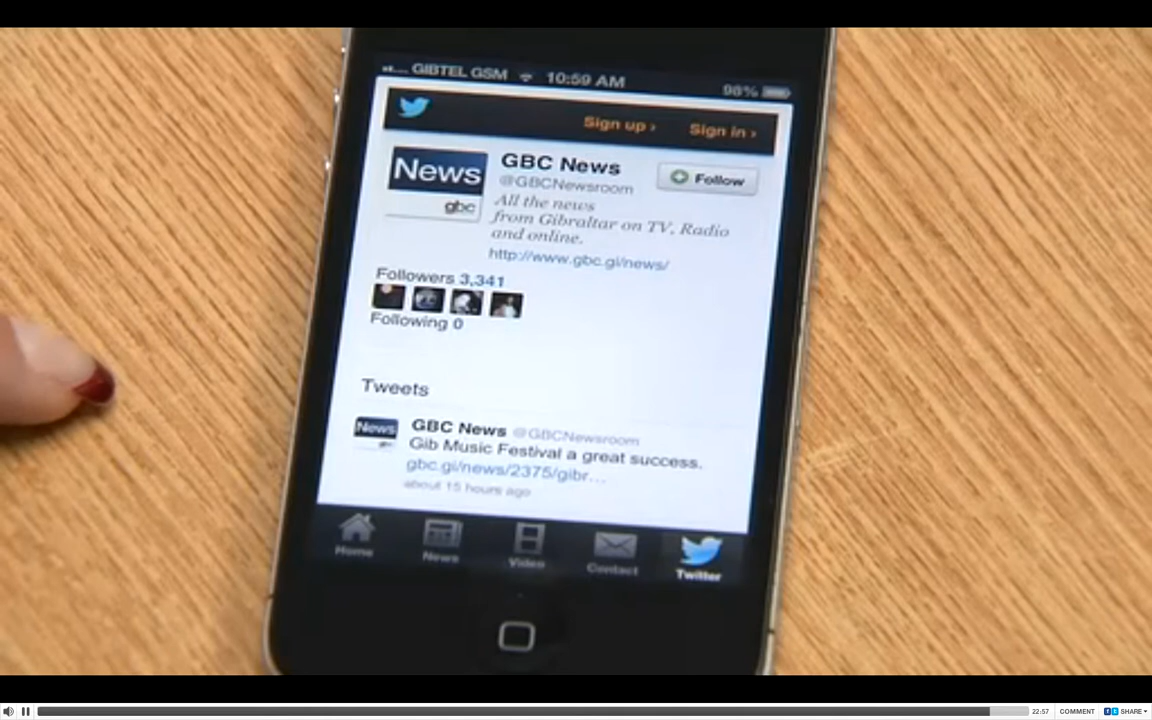 GIBTEL GSM 10:59 AM 98%
Sign up › Sign in ›
News
gbc
GBC News
@GBCNewsroom
Follow
All the news
from Gibraltar on TV, Radio
and online.
http://www.gbc.gi/news/
Followers 3,341
Following 0
Tweets
News
GBC News @GBCNewsroom
Gib Music Festival a great success.
gbc.gi/news/2375/gibr...
about 15 hours ago
Home News Video Contact Twitter
22:57 COMMENT SHARE